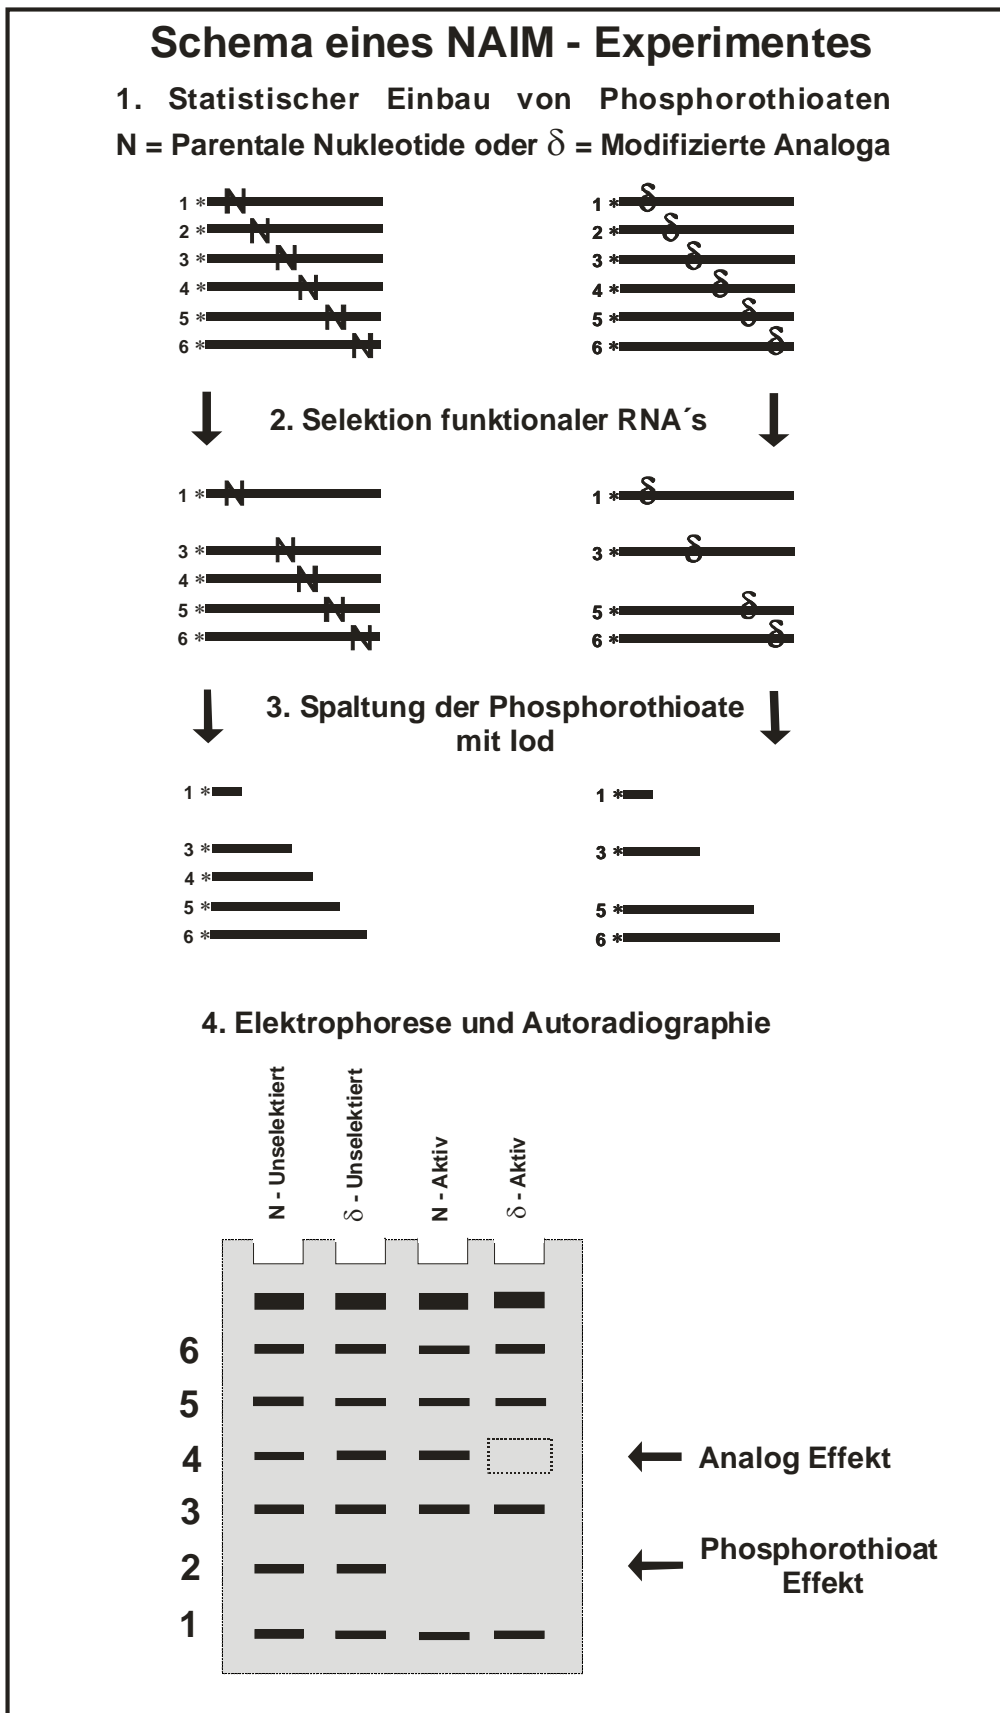 Schema eines NAIM - Experimentes
1. Statistischer Einbau von Phosphorothioaten
N = Parentale Nukleotide oder δ = Modifizierte Analoga
1 * N
2 * N
3 * N
4 * N
5 * N
6 * N
1 * δ
2 * δ
3 * δ
4 * δ
5 * δ
6 * δ
2. Selektion funktionaler RNA´s
1 * N
3 * N
4 * N
5 * N
6 * N
1 * δ
3 * δ
5 * δ
6 * δ
3. Spaltung der Phosphorothioate
mit Iod
1 *
3 *
4 *
5 *
6 *
1 *
3 *
5 *
6 *
4. Elektrophorese und Autoradiographie
N - Unselektiert
δ - Unselektiert
N - Aktiv
δ - Aktiv
6
5
4
Analog Effekt
3
2
Phosphorothioat
Effekt
1